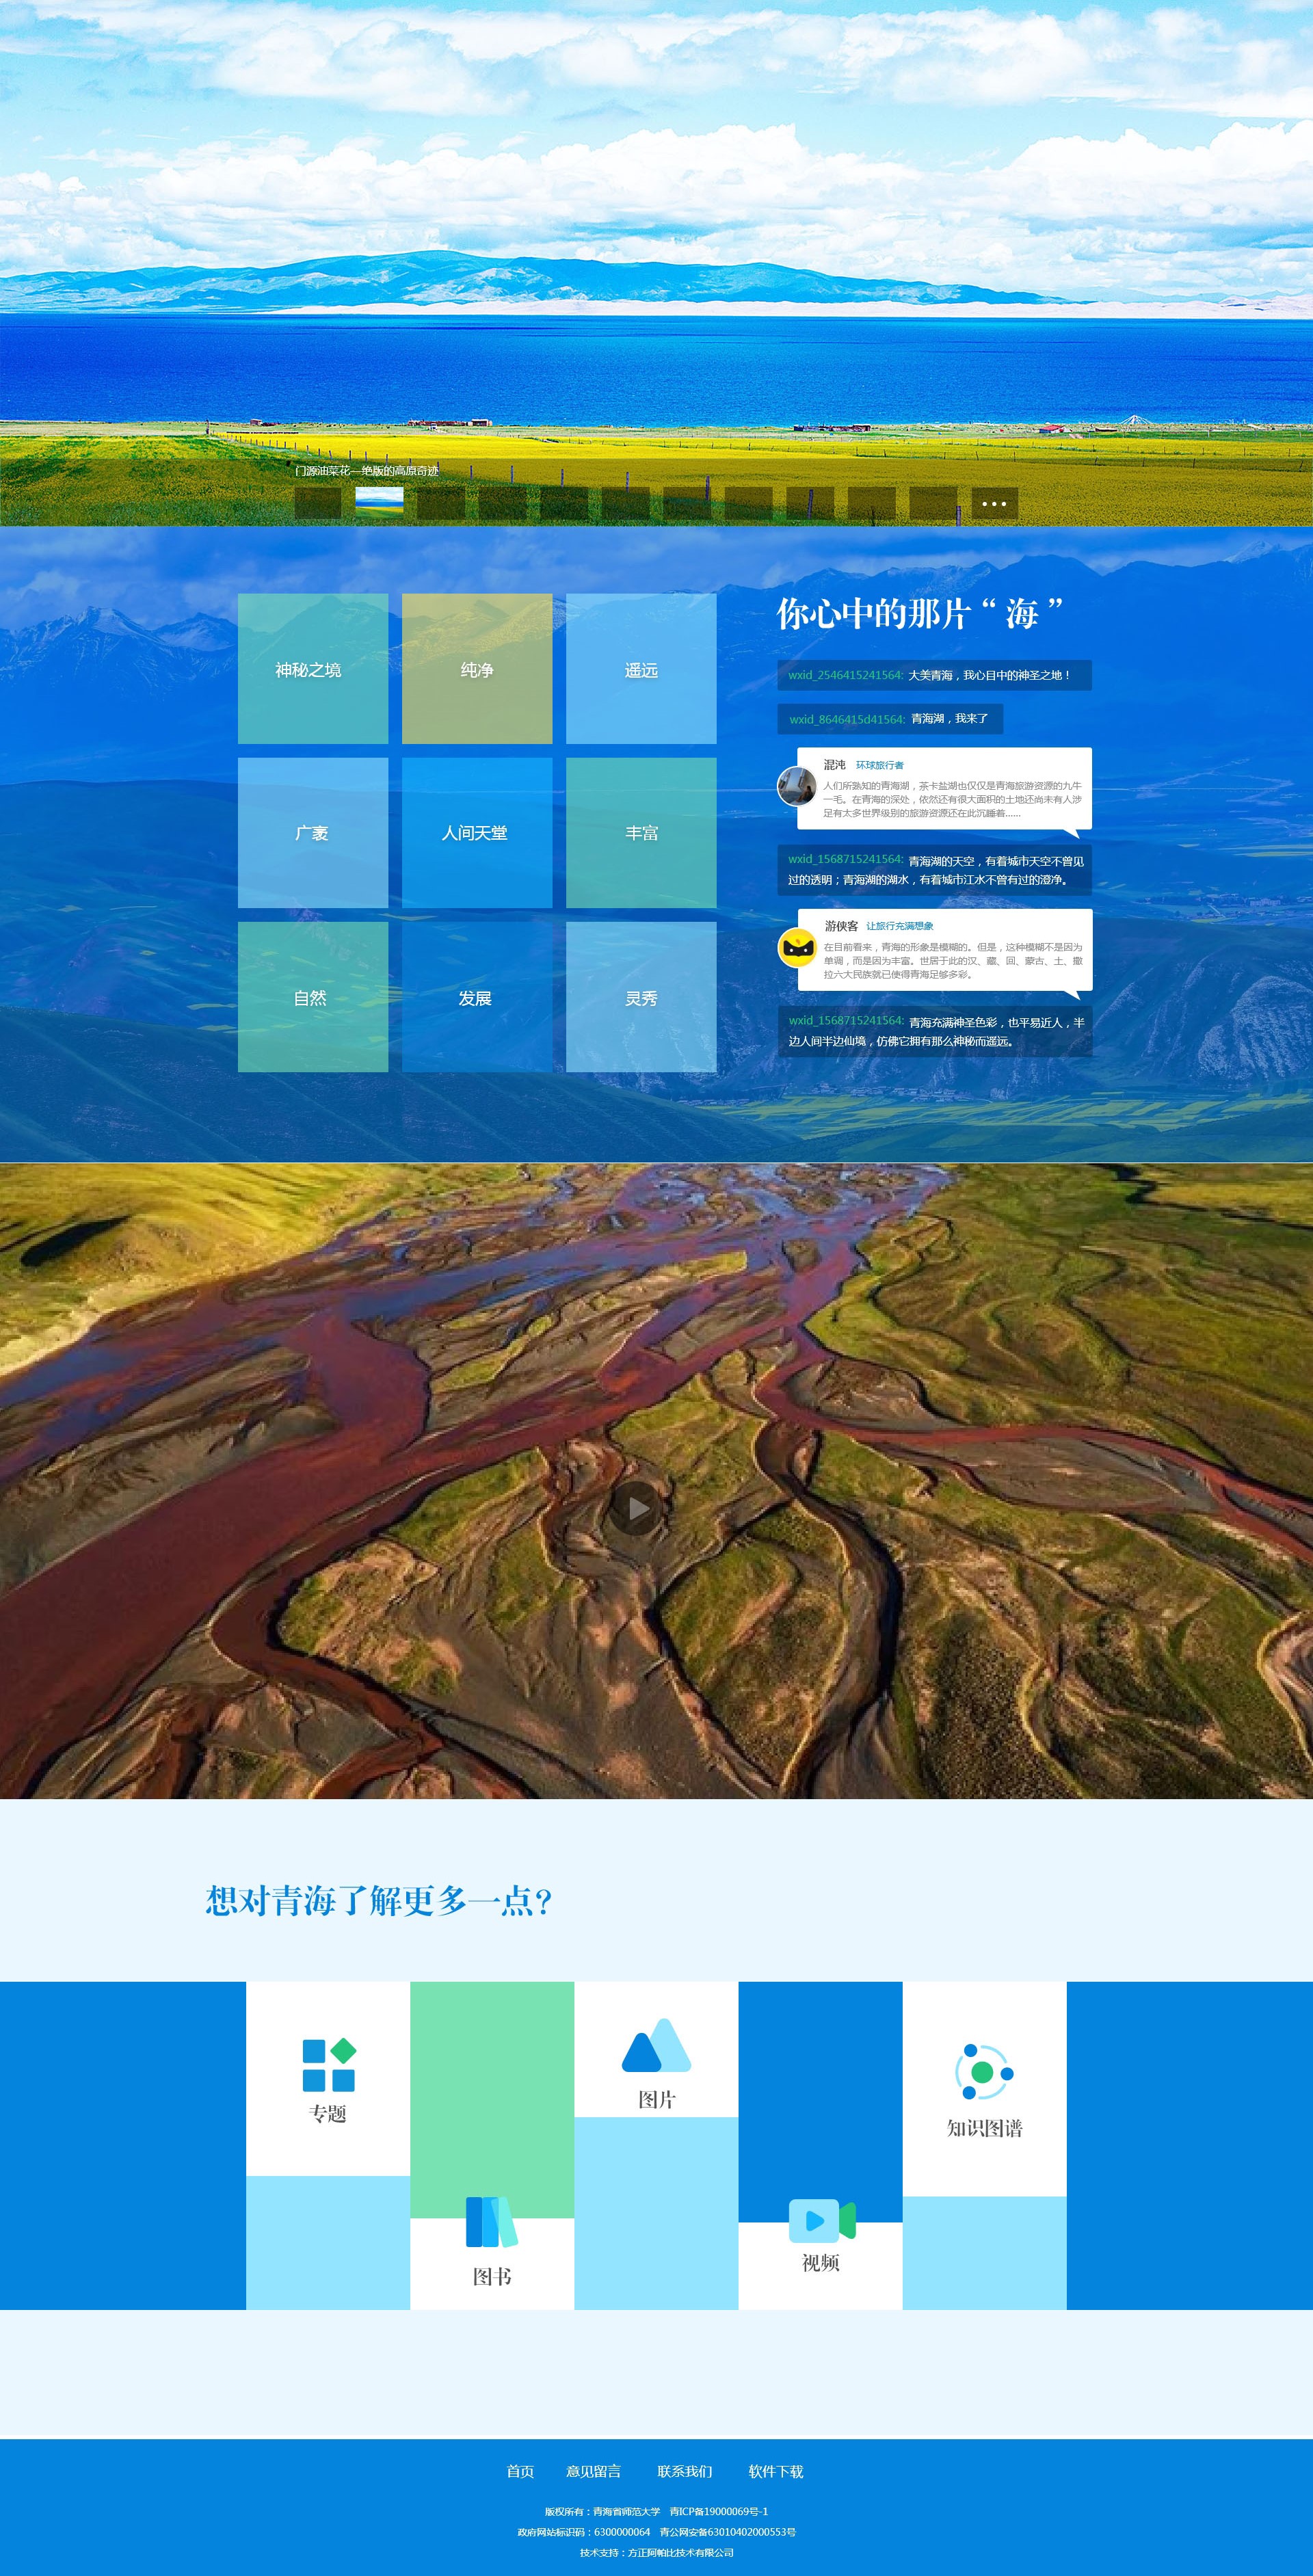 门源油菜花—绝版的高原奇迹
神秘之境
纯净
遥远
广袤
人间天堂
丰富
自然
发展
灵秀
你心中的那片“海”
wxid_2546415241564: 大美青海，我心目中的神圣之地！
wxid_8646415d41564: 青海湖，我来了
混沌 环球旅行者
人们所熟知的青海湖，茶卡盐湖也仅仅是青海旅游资源的九牛
一毛。在青海的深处，依然还有很大面积的土地还尚未有人涉
足有太多世界级别的旅游资源还在此沉睡着……
wxid_1568715241564: 青海湖的天空，有着城市天空不曾见
过的透明；青海湖的湖水，有着城市江水不曾有过的澄净。
游侠客 让旅行充满想象
在目前看来，青海的形象是模糊的。但是，这种模糊不是因为
单调，而是因为丰富。世居于此的汉、藏、回、蒙古、土、撒
拉六大民族就已使得青海足够多彩。
wxid_1568715241564: 青海充满神圣色彩，也平易近人，半
边人间半边仙境，仿佛它拥有那么神秘而遥远。
想对青海了解更多一点?
专题
图书
图片
视频
知识图谱
首页 意见留言 联系我们 软件下载
版权所有：青海省师范大学 青ICP备19000069号-1
政府网站标识码：6300000064 青公网安备63010402000553号
技术支持：方正阿帕比技术有限公司